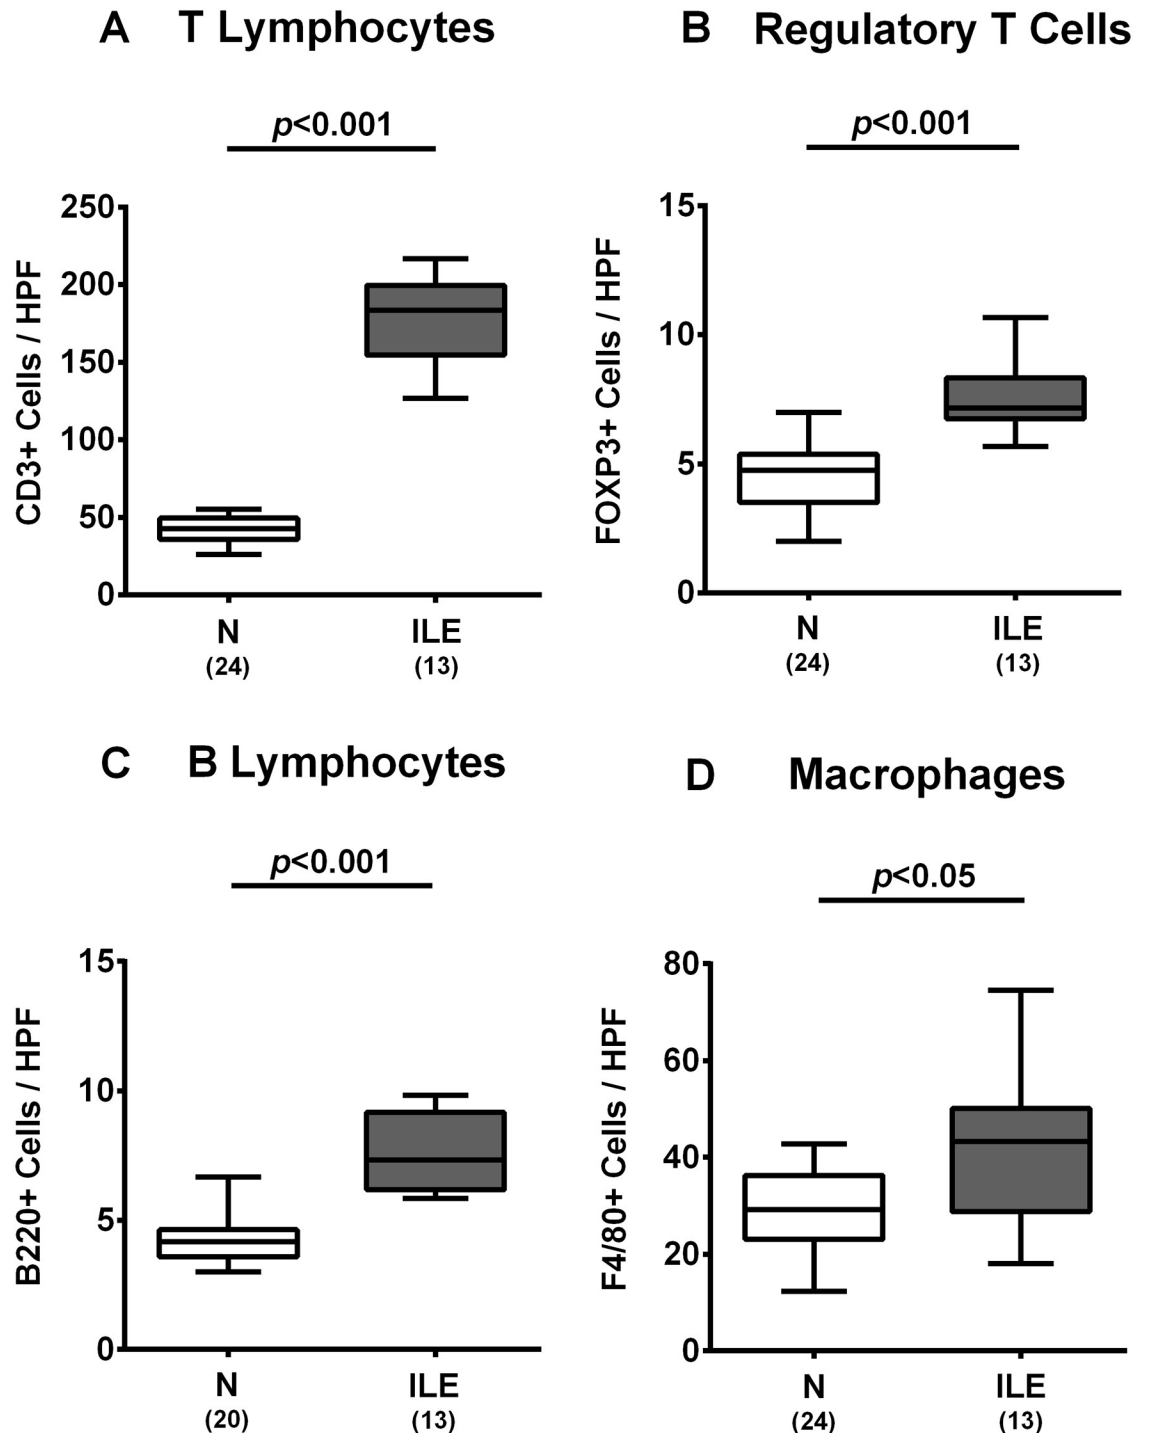 A T Lymphocytes
p<0.001
CD3+ Cells / HPF
250
200
150
100
50
0
N
(24)
ILE
(13)
B Regulatory T Cells
p<0.001
FOXP3+ Cells / HPF
15
10
5
0
N
(24)
ILE
(13)
C B Lymphocytes
p<0.001
B220+ Cells / HPF
15
10
5
0
N
(20)
ILE
(13)
D Macrophages
p<0.05
F4/80+ Cells / HPF
80
60
40
20
0
N
(24)
ILE
(13)